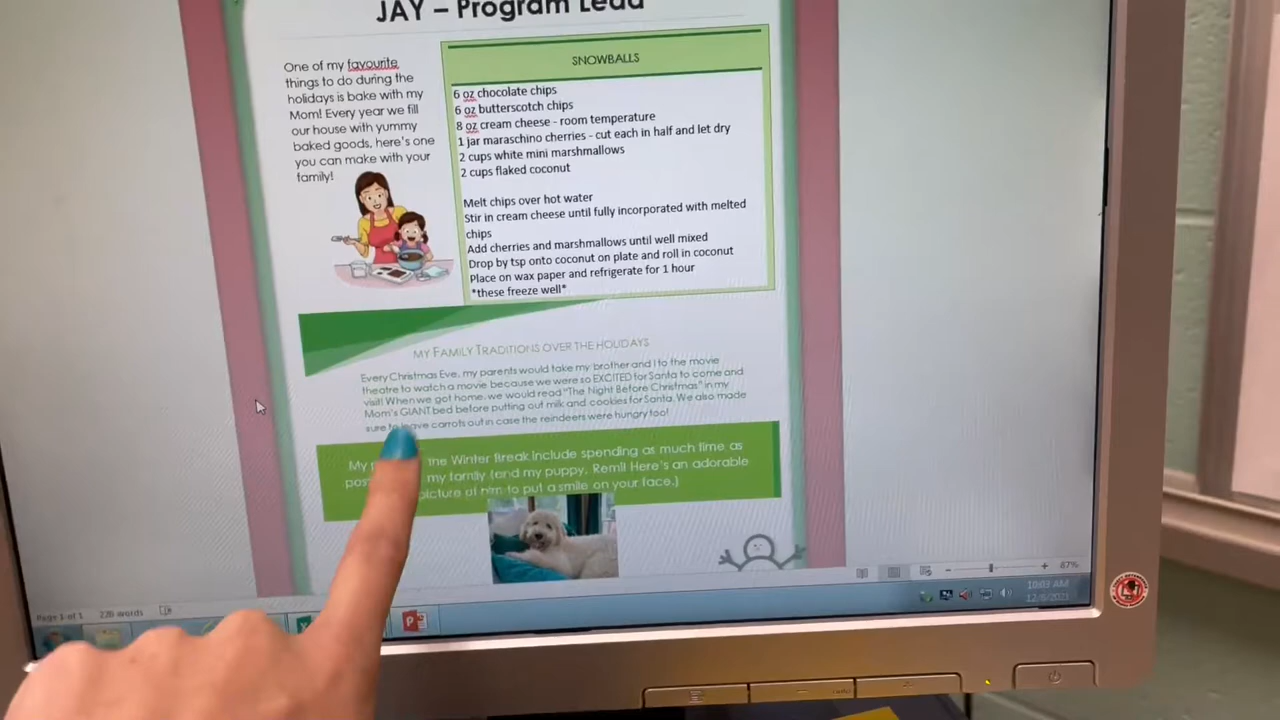 JAY – Program Lead
One of my favourite
things to do during the
holidays is bake with my
Mom! Every year we fill
our house with yummy
baked goods, here's one
you can make with your
family!
SNOWBALLS
6 oz chocolate chips
6 oz butterscotch chips
8 oz cream cheese - room temperature
1 jar maraschino cherries - cut each in half and let dry
2 cups white mini marshmallows
2 cups flaked coconut
Melt chips over hot water
Stir in cream cheese until fully incorporated with melted
chips
Add cherries and marshmallows until well mixed
Drop by tsp onto coconut on plate and roll in coconut
Place on wax paper and refrigerate for 1 hour
*these freeze well*
MY FAMILY TRADITIONS OVER THE HOLIDAYS
Every Christmas Eve, my parents would take my brother and I to the movie
theatre to watch a movie because we were so EXCITED for Santa to come and
visit! When we got home, we would read "The Night Before Christmas" in my
Mom's GIANT bed before putting out milk and cookies for Santa. We also made
sure to leave carrots out in case the reindeers were hungry too!
My the Winter Break include spending as much time as
my family (and my puppy, Remi! Here's an adorable
picture of him to put a smile on your face.)
87%
Page 1 of 1 220 words
10:03 AM